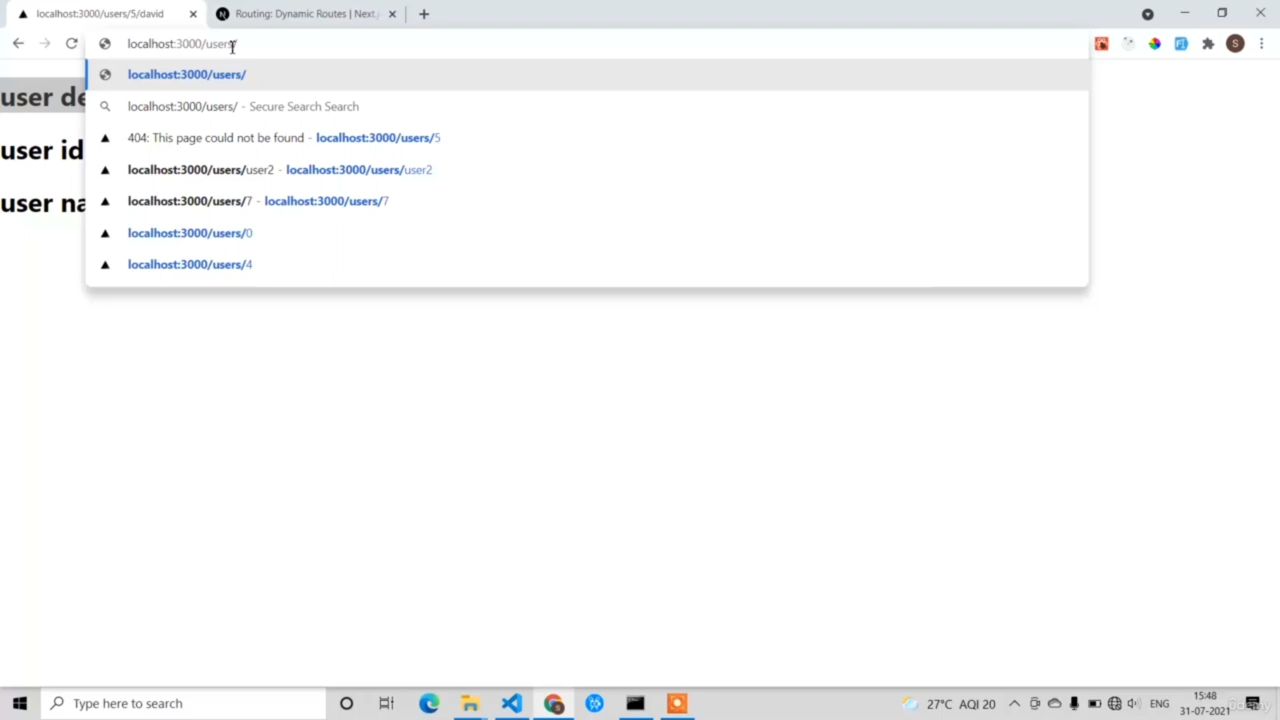 localhost:3000/users/5/david
Routing: Dynamic Routes | Next.j
localhost:3000/users/
S
localhost:3000/users/
localhost:3000/users/ - Secure Search Search
404: This page could not be found - localhost:3000/users/5
localhost:3000/users/user2 - localhost:3000/users/user2
localhost:3000/users/7 - localhost:3000/users/7
localhost:3000/users/0
localhost:3000/users/4
user de
user id
user na
Type here to search
27°C AQI 20
ENG
15:48
31-07-2021
Udemy